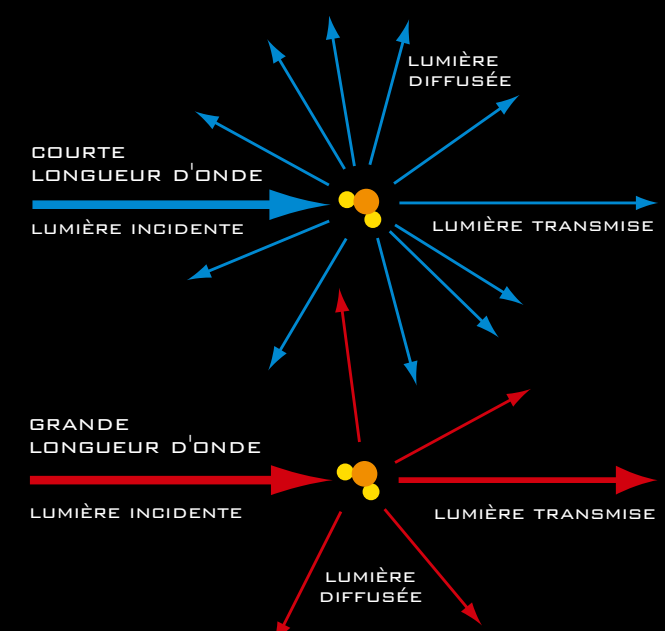 LUMIÈRE
DIFFUSÉE
COURTE
LONGUEUR D'ONDE
LUMIÈRE INCIDENTE
LUMIÈRE TRANSMISE
GRANDE
LONGUEUR D'ONDE
LUMIÈRE INCIDENTE
LUMIÈRE TRANSMISE
LUMIÈRE
DIFFUSÉE